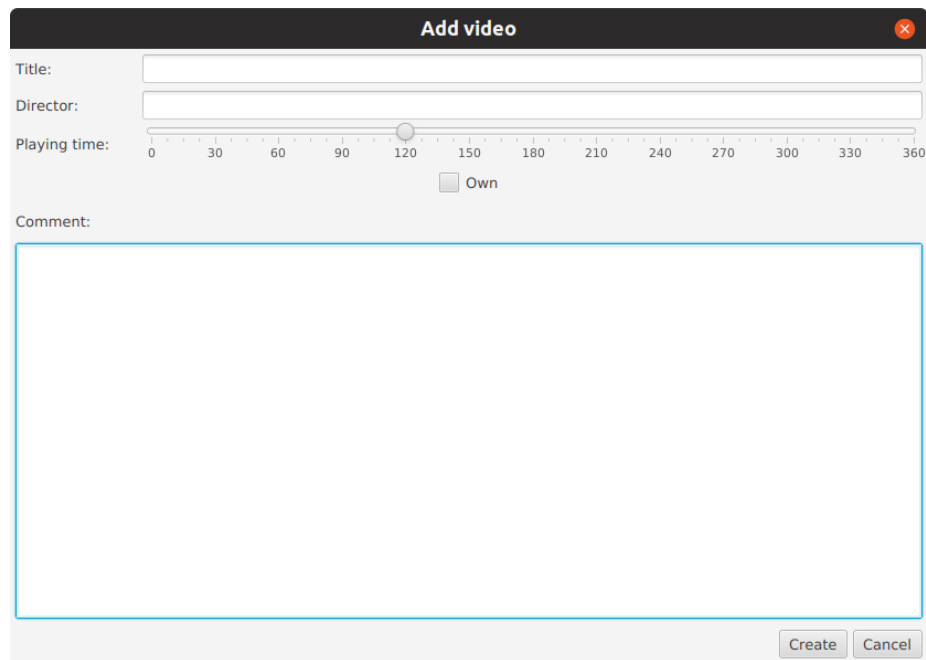 Add video
Title:
Director:
Playing time:
0 30 60 90 120 150 180 210 240 270 300 330 360
Own
Comment:
Create Cancel